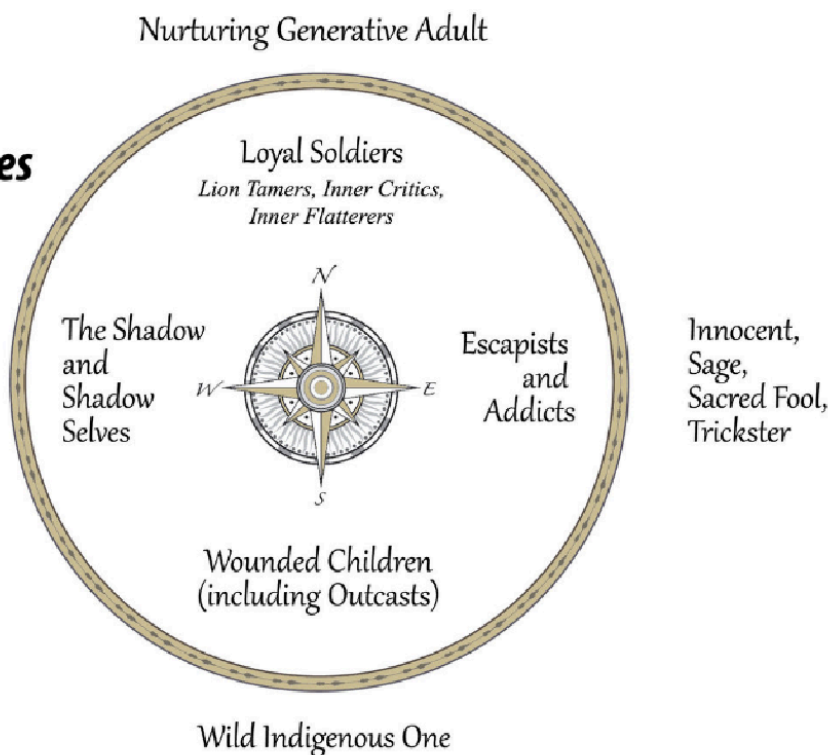 Nurturing Generative Adult
es
Loyal Soldiers
Lion Tamers, Inner Critics,
Inner Flatterers
N
The Shadow
and
Shadow
Selves
W
E
Escapists
and
Addicts
Innocent,
Sage,
Sacred Fool,
Trickster
S
Wounded Children
(including Outcasts)
Wild Indigenous One